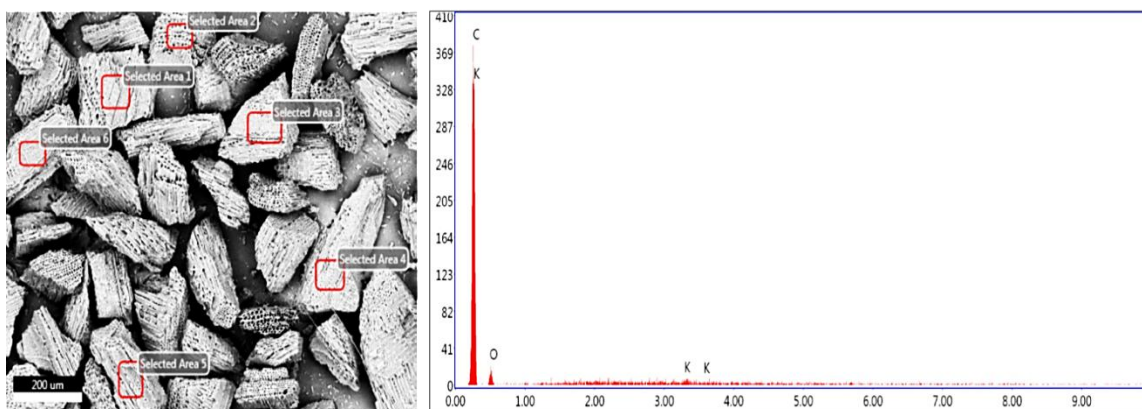 Selected Area 2
Selected Area 1
Selected Area 3
Selected Area 6
Selected Area 4
Selected Area 5
200 um
410
369
328
287
246
205
164
123
82
41
0
C
K
O
K
K
0.00
1.00
2.00
3.00
4.00
5.00
6.00
7.00
8.00
9.00